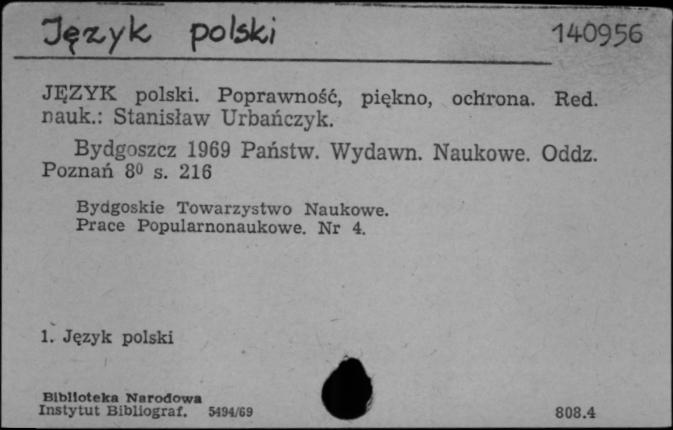 Język polski 140956
JĘZYK polski. Poprawność, piękno, ochrona. Red.
nauk.: Stanisław Urbańczyk.
Bydgoszcz 1969 Państw. Wydawn. Naukowe. Oddz.
Poznań 8⁰ s. 216
Bydgoskie Towarzystwo Naukowe.
Prace Popularnonaukowe. Nr 4.
1. Język polski
Biblioteka Narodowa
Instytut Bibliograf. 5494/69 808.4